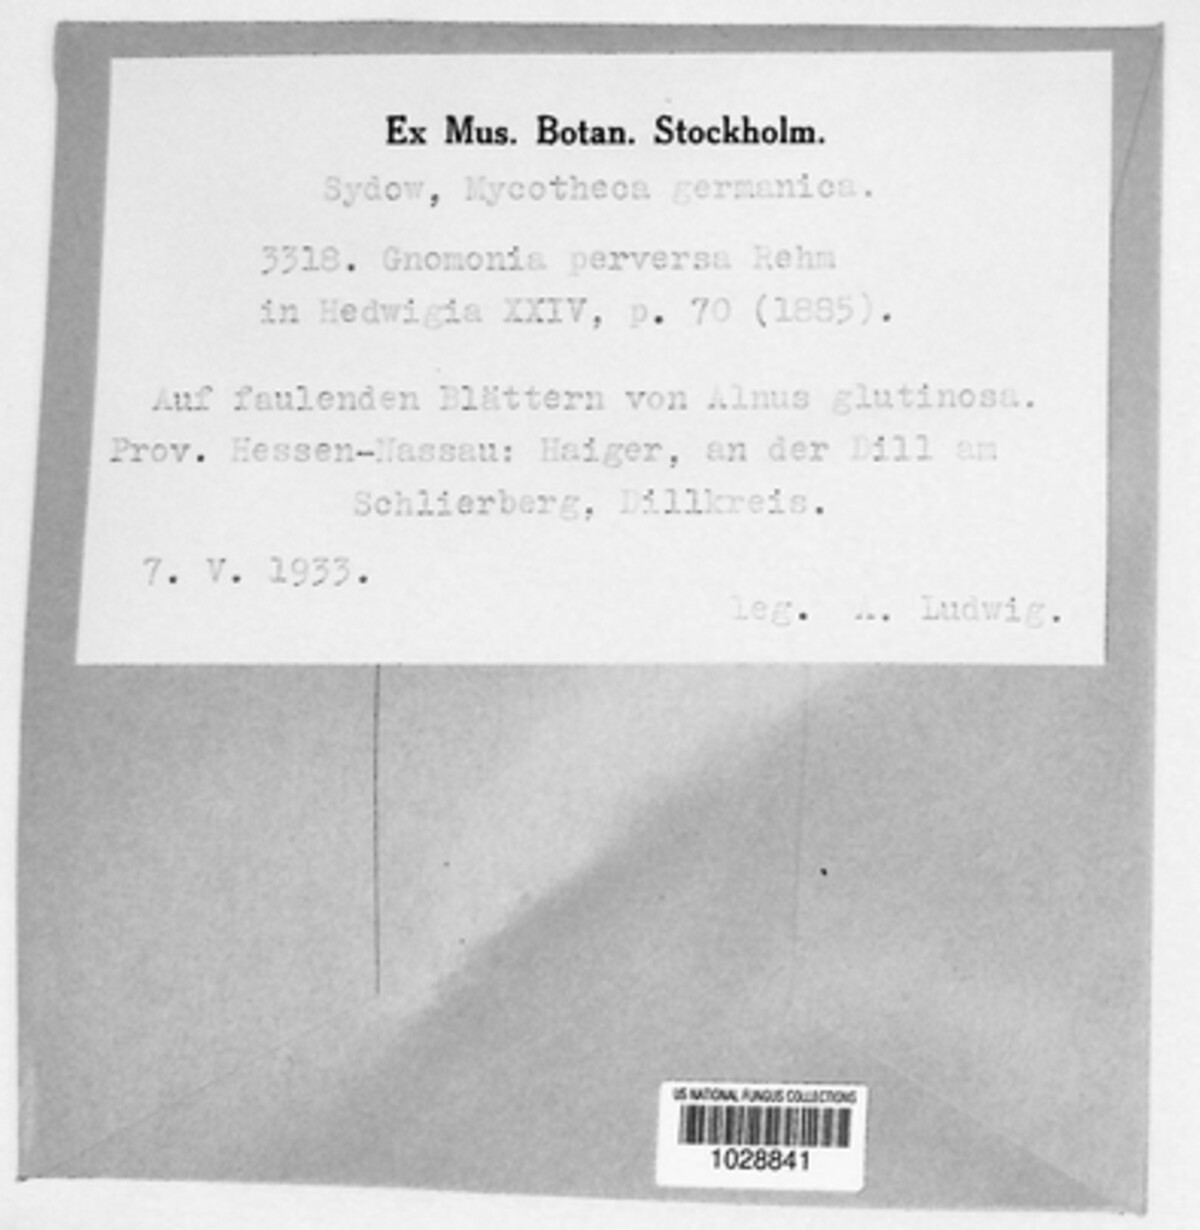 Ex Mus. Botan. Stockholm.
Sydow, Mycotheca germanica.
3318. Gnomonia perversa Rehm
in Hedwigia XXIV, p. 70 (1885).
Auf faulenden Blättern von Alnus glutinosa.
Prov. Hessen-Nassau: Haiger, an der Dill am
Schlierberg, Dillkreis.
7. V. 1933.
leg. A. Ludwig.
US NATIONAL FUNGUS COLLECTIONS
1028841